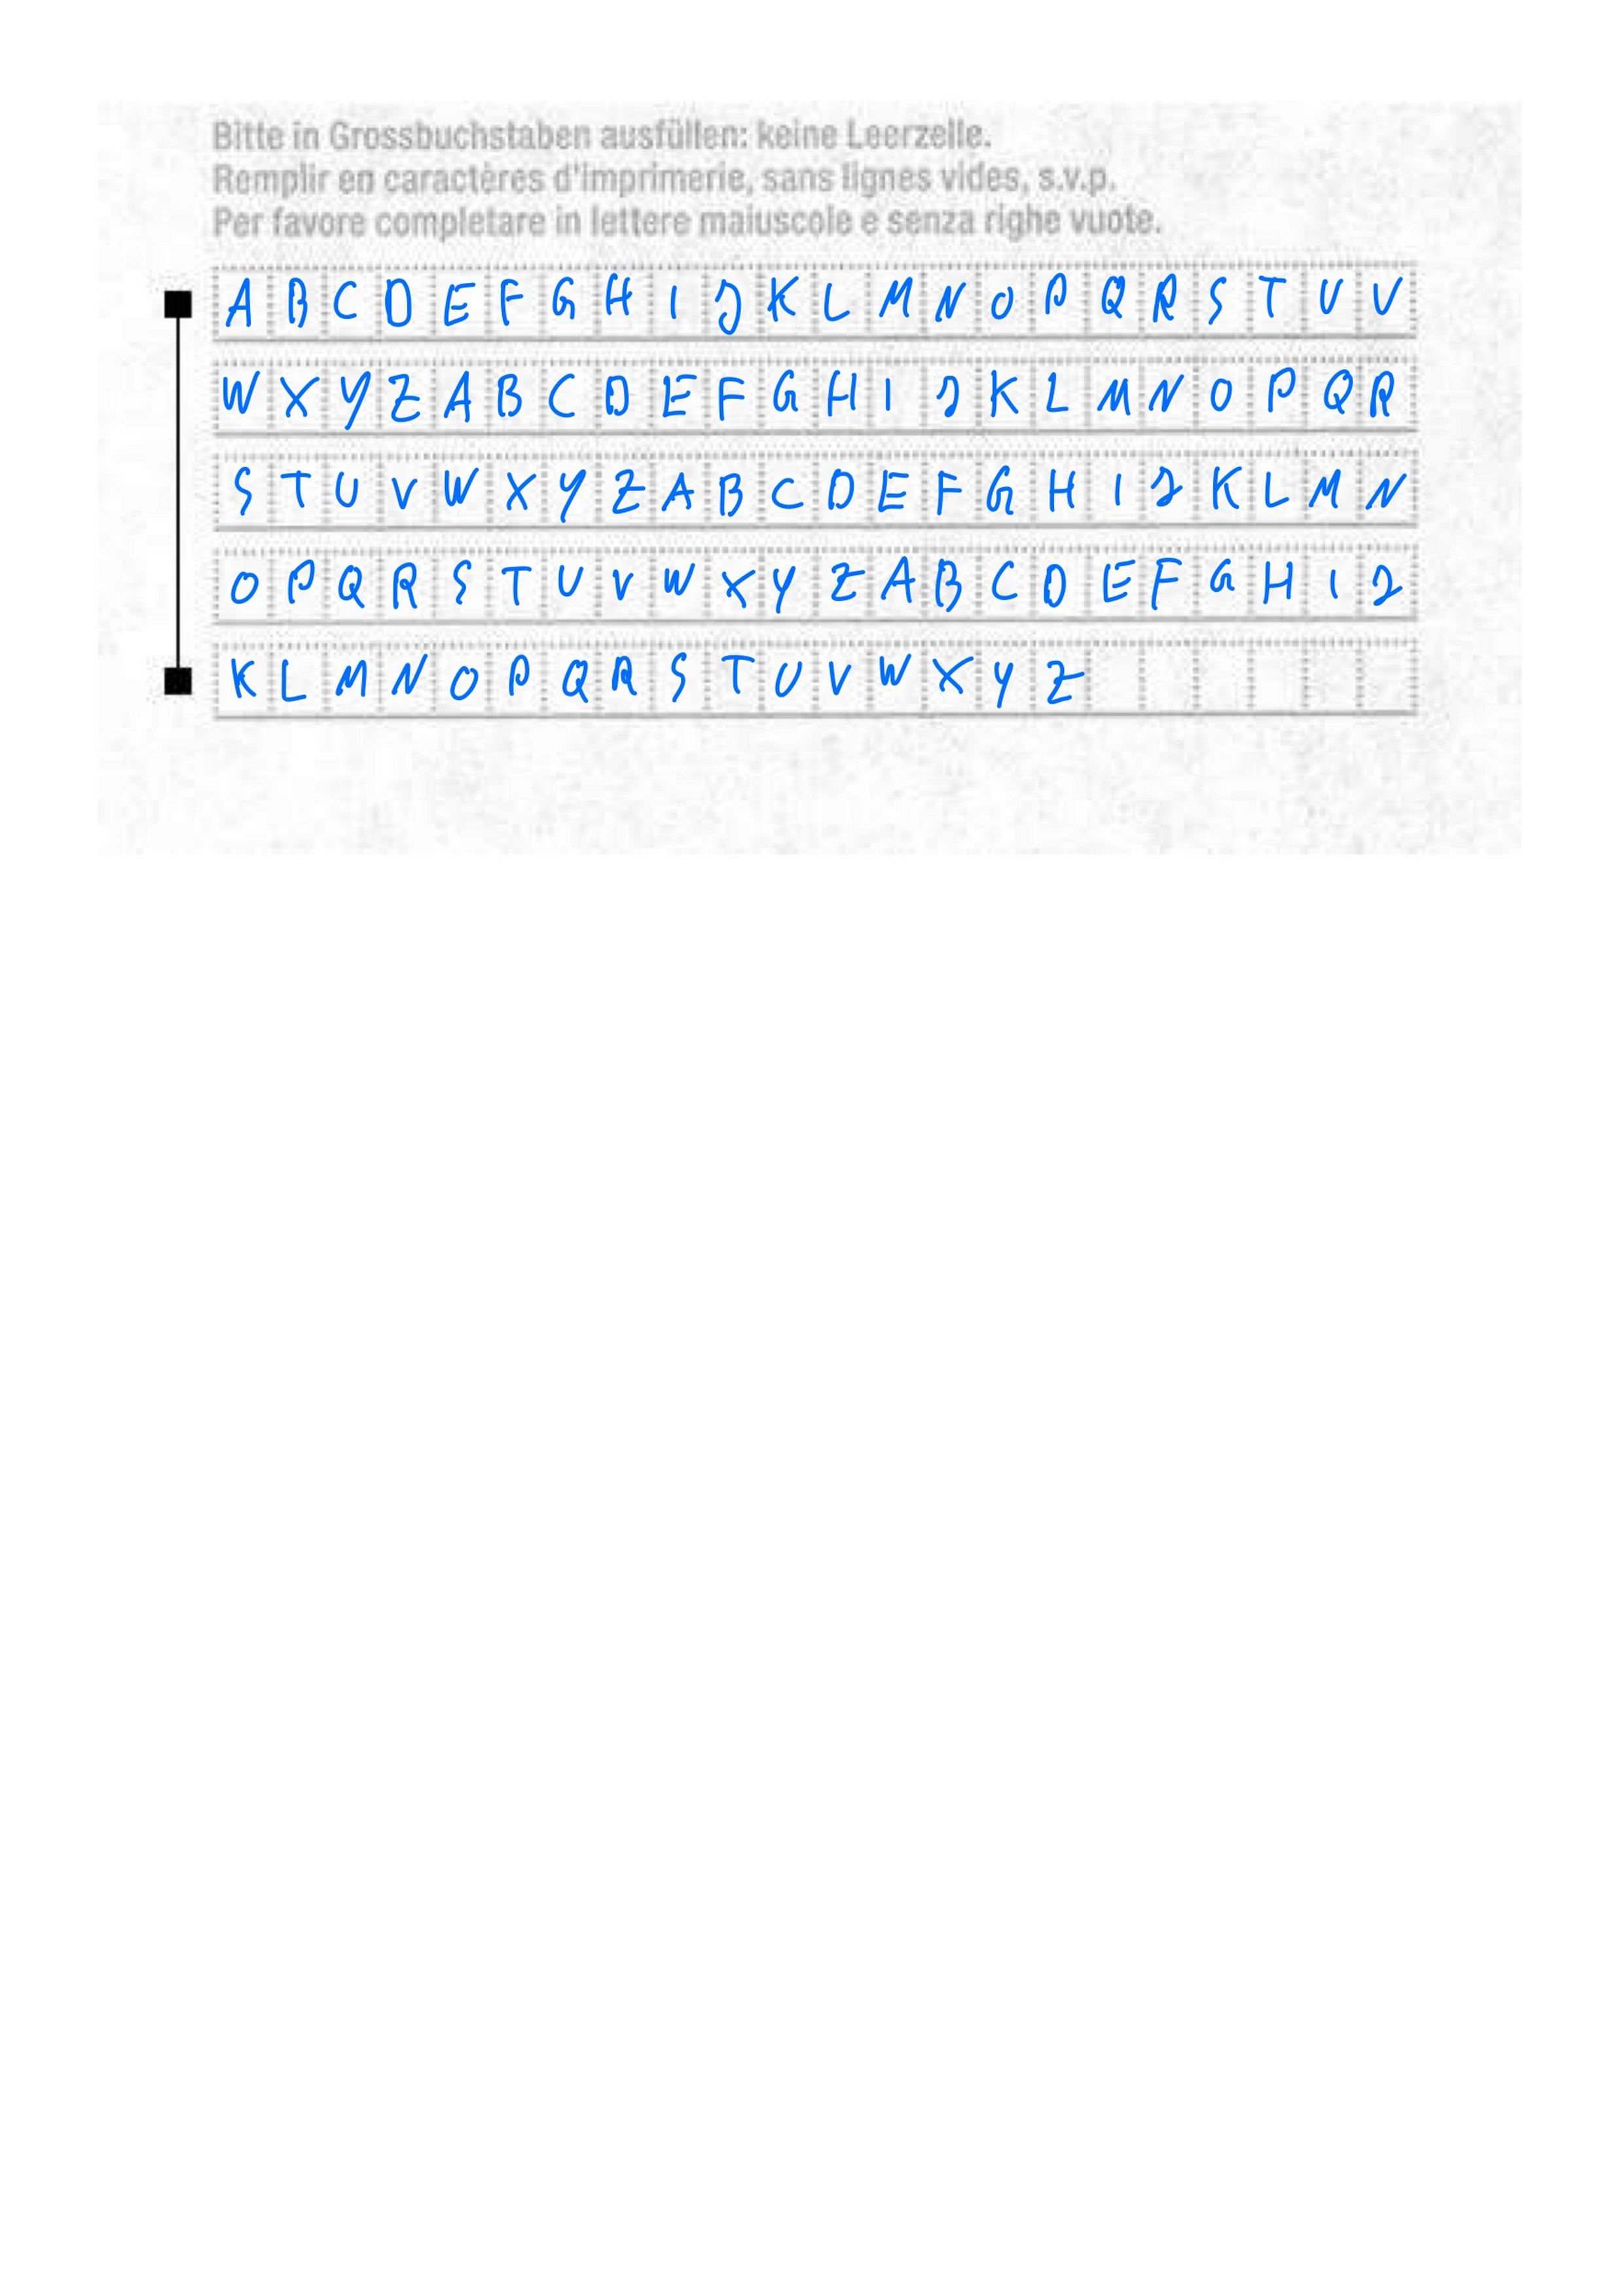 Bitte in Grossbuchstaben ausfüllen: keine Leerzelle.
Remplir en caractères d'imprimerie, sans lignes vides, s.v.p.
Per favore completare in lettere maiuscole e senza righe vuote.
A B C D E F G H I J K L M N O P Q R S T U V
W X Y Z A B C D E F G H I J K L M N O P Q R
S T U V W X Y Z A B C D E F G H I J K L M N
O P Q R S T U V W X Y Z A B C D E F G H I J
K L M N O P Q R S T U V W X Y Z